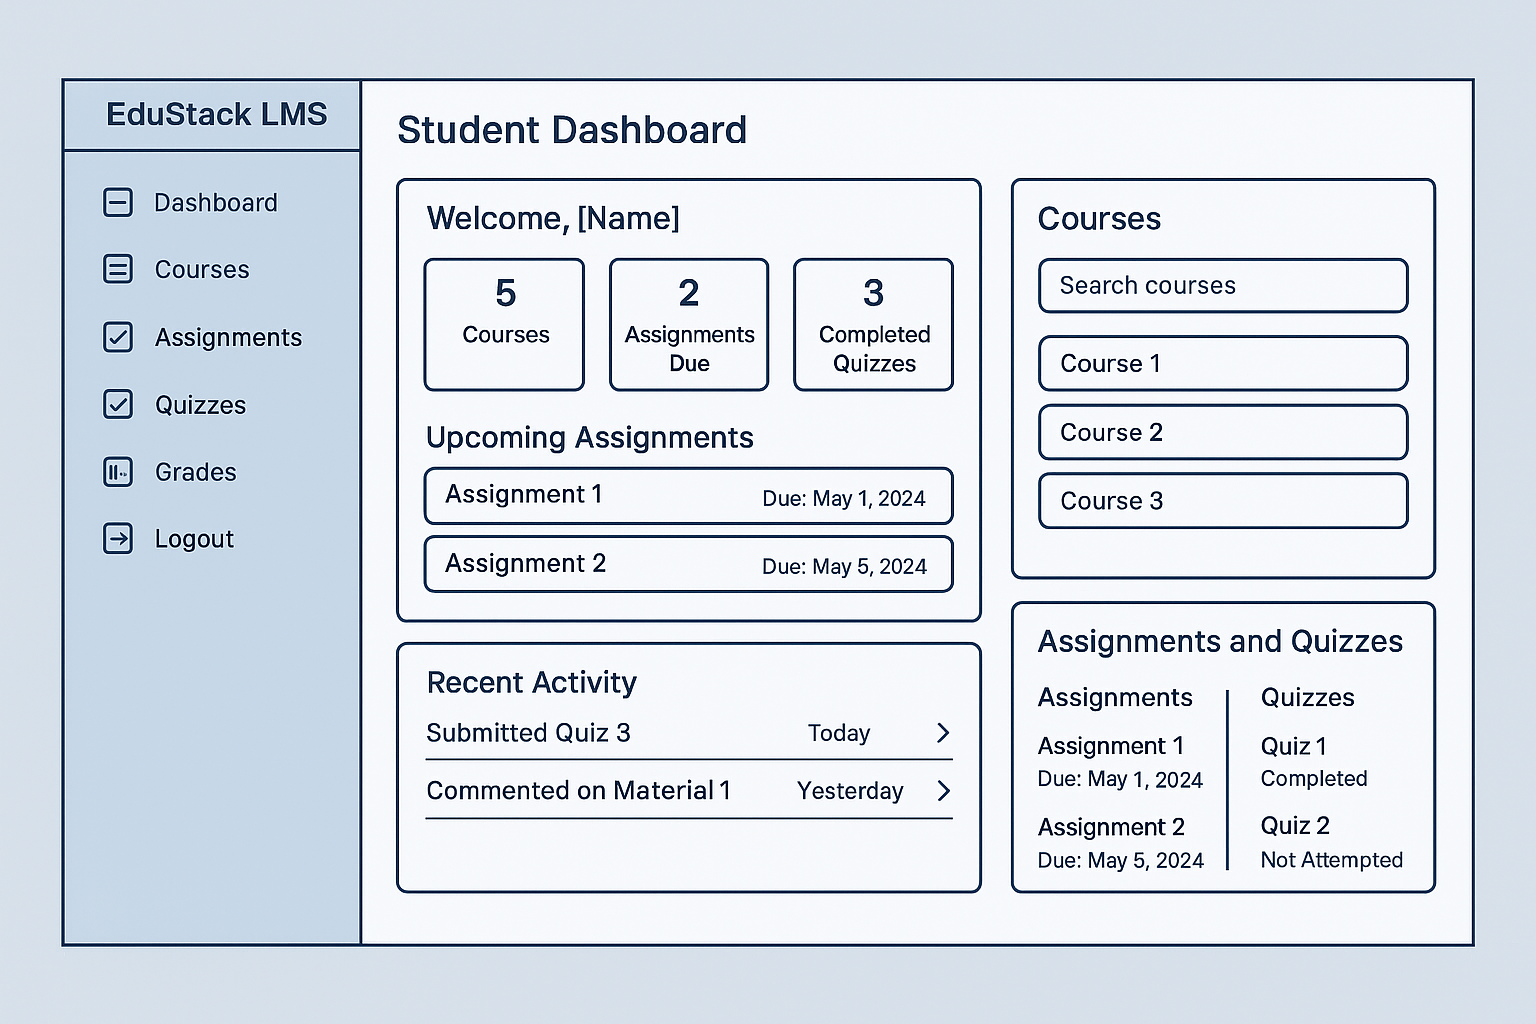 EduStack LMS
Dashboard
Courses
Assignments
Quizzes
Grades
Logout
Student Dashboard
Welcome, [Name]
5
Courses
2
Assignments
Due
3
Completed
Quizzes
Upcoming Assignments
Assignment 1 Due: May 1, 2024
Assignment 2 Due: May 5, 2024
Recent Activity
Submitted Quiz 3 Today
Commented on Material 1 Yesterday
Courses
Search courses
Course 1
Course 2
Course 3
Assignments and Quizzes
Assignments
Assignment 1
Due: May 1, 2024
Assignment 2
Due: May 5, 2024
Quizzes
Quiz 1
Completed
Quiz 2
Not Attempted